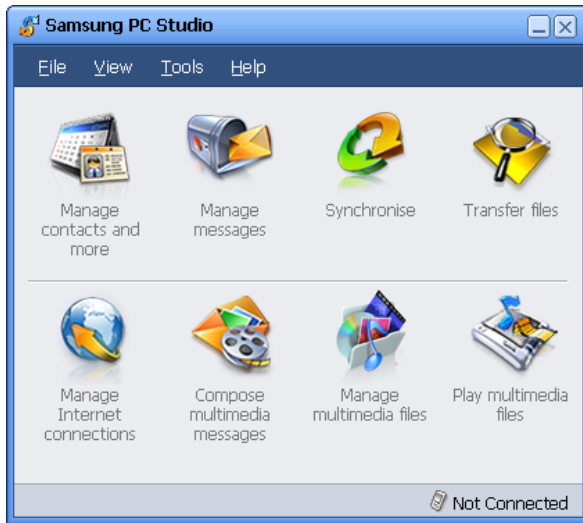 Samsung PC Studio
File View Tools Help
Manage
contacts and
more
Manage
messages
Synchronise
Transfer files
Manage
Internet
connections
Compose
multimedia
messages
Manage
multimedia files
Play multimedia
files
Not Connected